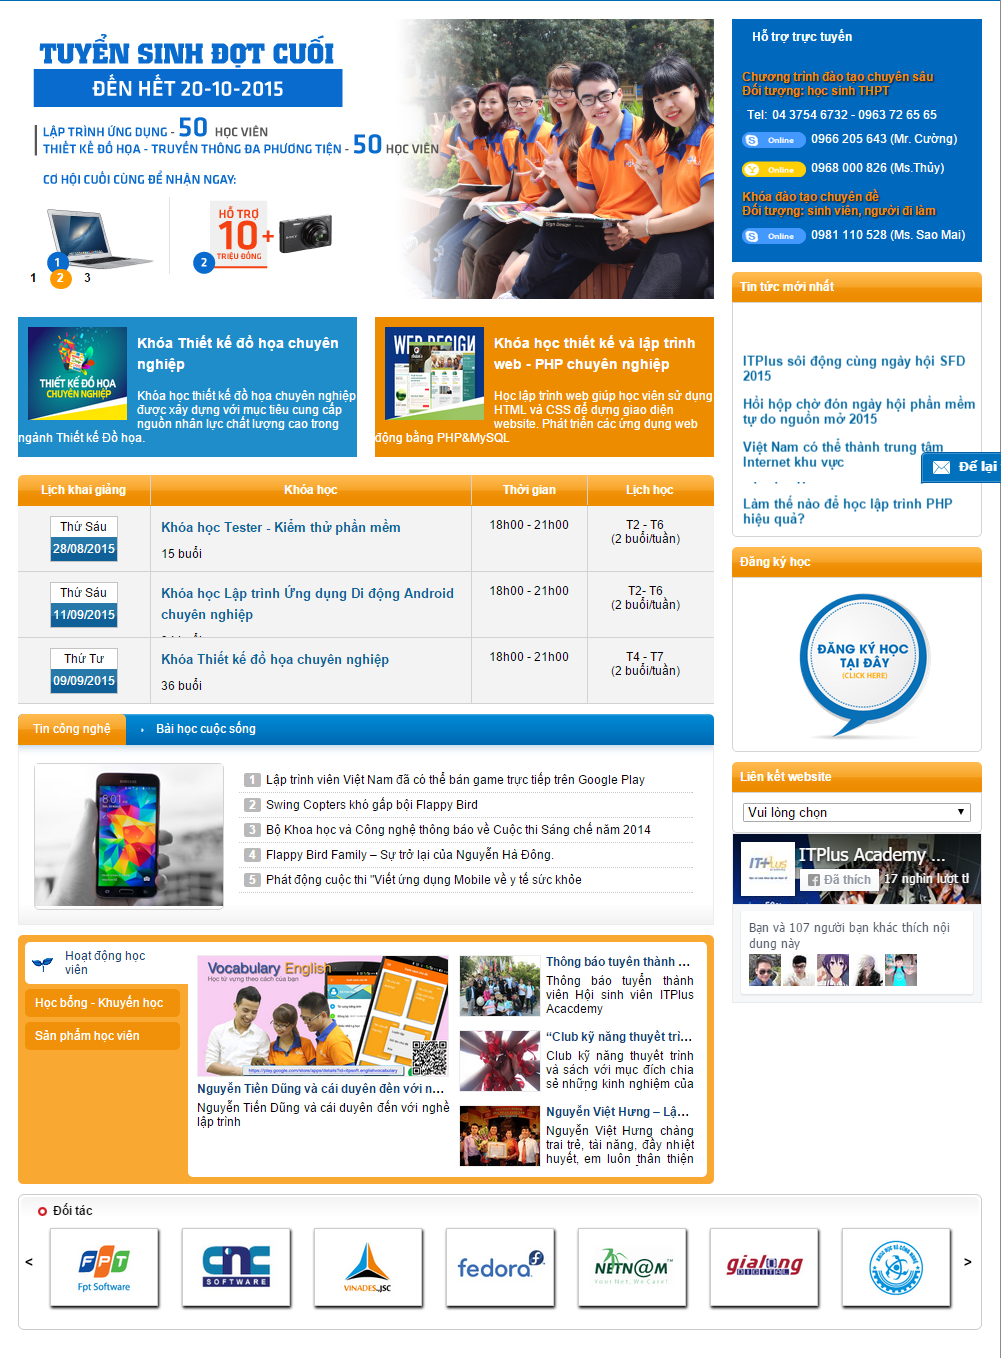 TUYỂN SINH ĐỢT CUỐI
ĐẾN HẾT 20-10-2015
LẬP TRÌNH ỨNG DỤNG - 50 HỌC VIÊN
THIẾT KẾ ĐỒ HỌA - TRUYỀN THÔNG ĐA PHƯƠNG TIỆN - 50 HỌC VIÊN
CƠ HỘI CUỐI CÙNG ĐỂ NHẬN NGAY:
HỖ TRỢ
10+
TRIỆU ĐỒNG
SONY
1
2
1 2 3
Sign Design
Hỗ trợ trực tuyến
Chương trình đào tạo chuyên sâu
Đối tượng: học sinh THPT
Tel: 04 3754 6732 - 0963 72 65 65
Online 0966 205 643 (Mr. Cường)
Online 0968 000 826 (Ms.Thủy)
Khóa đào tạo chuyên đề
Đối tượng: sinh viên, người đi làm
Online 0981 110 528 (Ms. Sao Mai)
THIẾT KẾ ĐỒ HỌA
CHUYÊN NGHIỆP
Khóa Thiết kế đồ họa chuyên
nghiệp
Khóa học thiết kế đồ họa chuyên nghiệp
được xây dựng với mục tiêu cung cấp
nguồn nhân lực chất lượng cao trong
ngành Thiết kế Đồ họa.
WEB DESIGN
Khóa học thiết kế và lập trình
web - PHP chuyên nghiệp
Học lập trình web giúp học viên sử dụng
HTML và CSS để dựng giao diện
website. Phát triển các ứng dụng web
động bằng PHP&MySQL
Tin tức mới nhất
ITPlus sôi động cùng ngày hội SFD
2015
Hồi hộp chờ đón ngày hội phần mềm
tự do nguồn mở 2015
Việt Nam có thể thành trung tâm
Internet khu vực
Làm thế nào để học lập trình PHP
hiệu quả?
Để lại
Lịch khai giảng Khóa học Thời gian Lịch học
Thứ Sáu
28/08/2015
Khóa học Tester - Kiểm thử phần mềm
15 buổi
18h00 - 21h00
T2 - T6
(2 buổi/tuần)
Thứ Sáu
11/09/2015
Khóa học Lập trình Ứng dụng Di động Android
chuyên nghiệp
18h00 - 21h00
T2- T6
(2 buổi/tuần)
Thứ Tư
09/09/2015
Khóa Thiết kế đồ họa chuyên nghiệp
36 buổi
18h00 - 21h00
T4 - T7
(2 buổi/tuần)
Đăng ký học
ĐĂNG KÝ HỌC
TẠI ĐÂY
(CLICK HERE)
Tin công nghệ Bài học cuộc sống
1 Lập trình viên Việt Nam đã có thể bán game trực tiếp trên Google Play
2 Swing Copters khó gấp bội Flappy Bird
3 Bộ Khoa học và Công nghệ thông báo về Cuộc thi Sáng chế năm 2014
4 Flappy Bird Family – Sự trở lại của Nguyễn Hà Đông.
5 Phát động cuộc thi "Viết ứng dụng Mobile về y tế sức khỏe
Liên kết website
Vui lòng chọn
IT+Plus
ITPlus Academy ...
Đã thích 17 nghìn lượt tl
Bạn và 107 người bạn khác thích nội
dung này
Hoạt động học
viên
Học bổng - Khuyến học
Sản phẩm học viên
Vocabulary English
Học từ vựng theo cách của bạn
Nguyễn Tiến Dũng và cái duyên đến với n...
Nguyễn Tiến Dũng và cái duyên đến với nghề
lập trình
Thông báo tuyển thành ...
Thông báo tuyển thành
viên Hội sinh viên ITPlus
Acacdemy
“Club kỹ năng thuyết trì...
Club kỹ năng thuyết trình
và sách với mục đích chia
sẻ những kinh nghiệm của
Nguyễn Việt Hưng – Lậ...
Nguyễn Việt Hưng chàng
trai trẻ, tài năng, đầy nhiệt
huyết, em luôn thân thiện
Đối tác
<
FPT
Fpt Software
CNC
SOFTWARE
VINADES.,JSC
fedora
NETN@M
Your Net, We Care!
gialong
DIGITAL
>